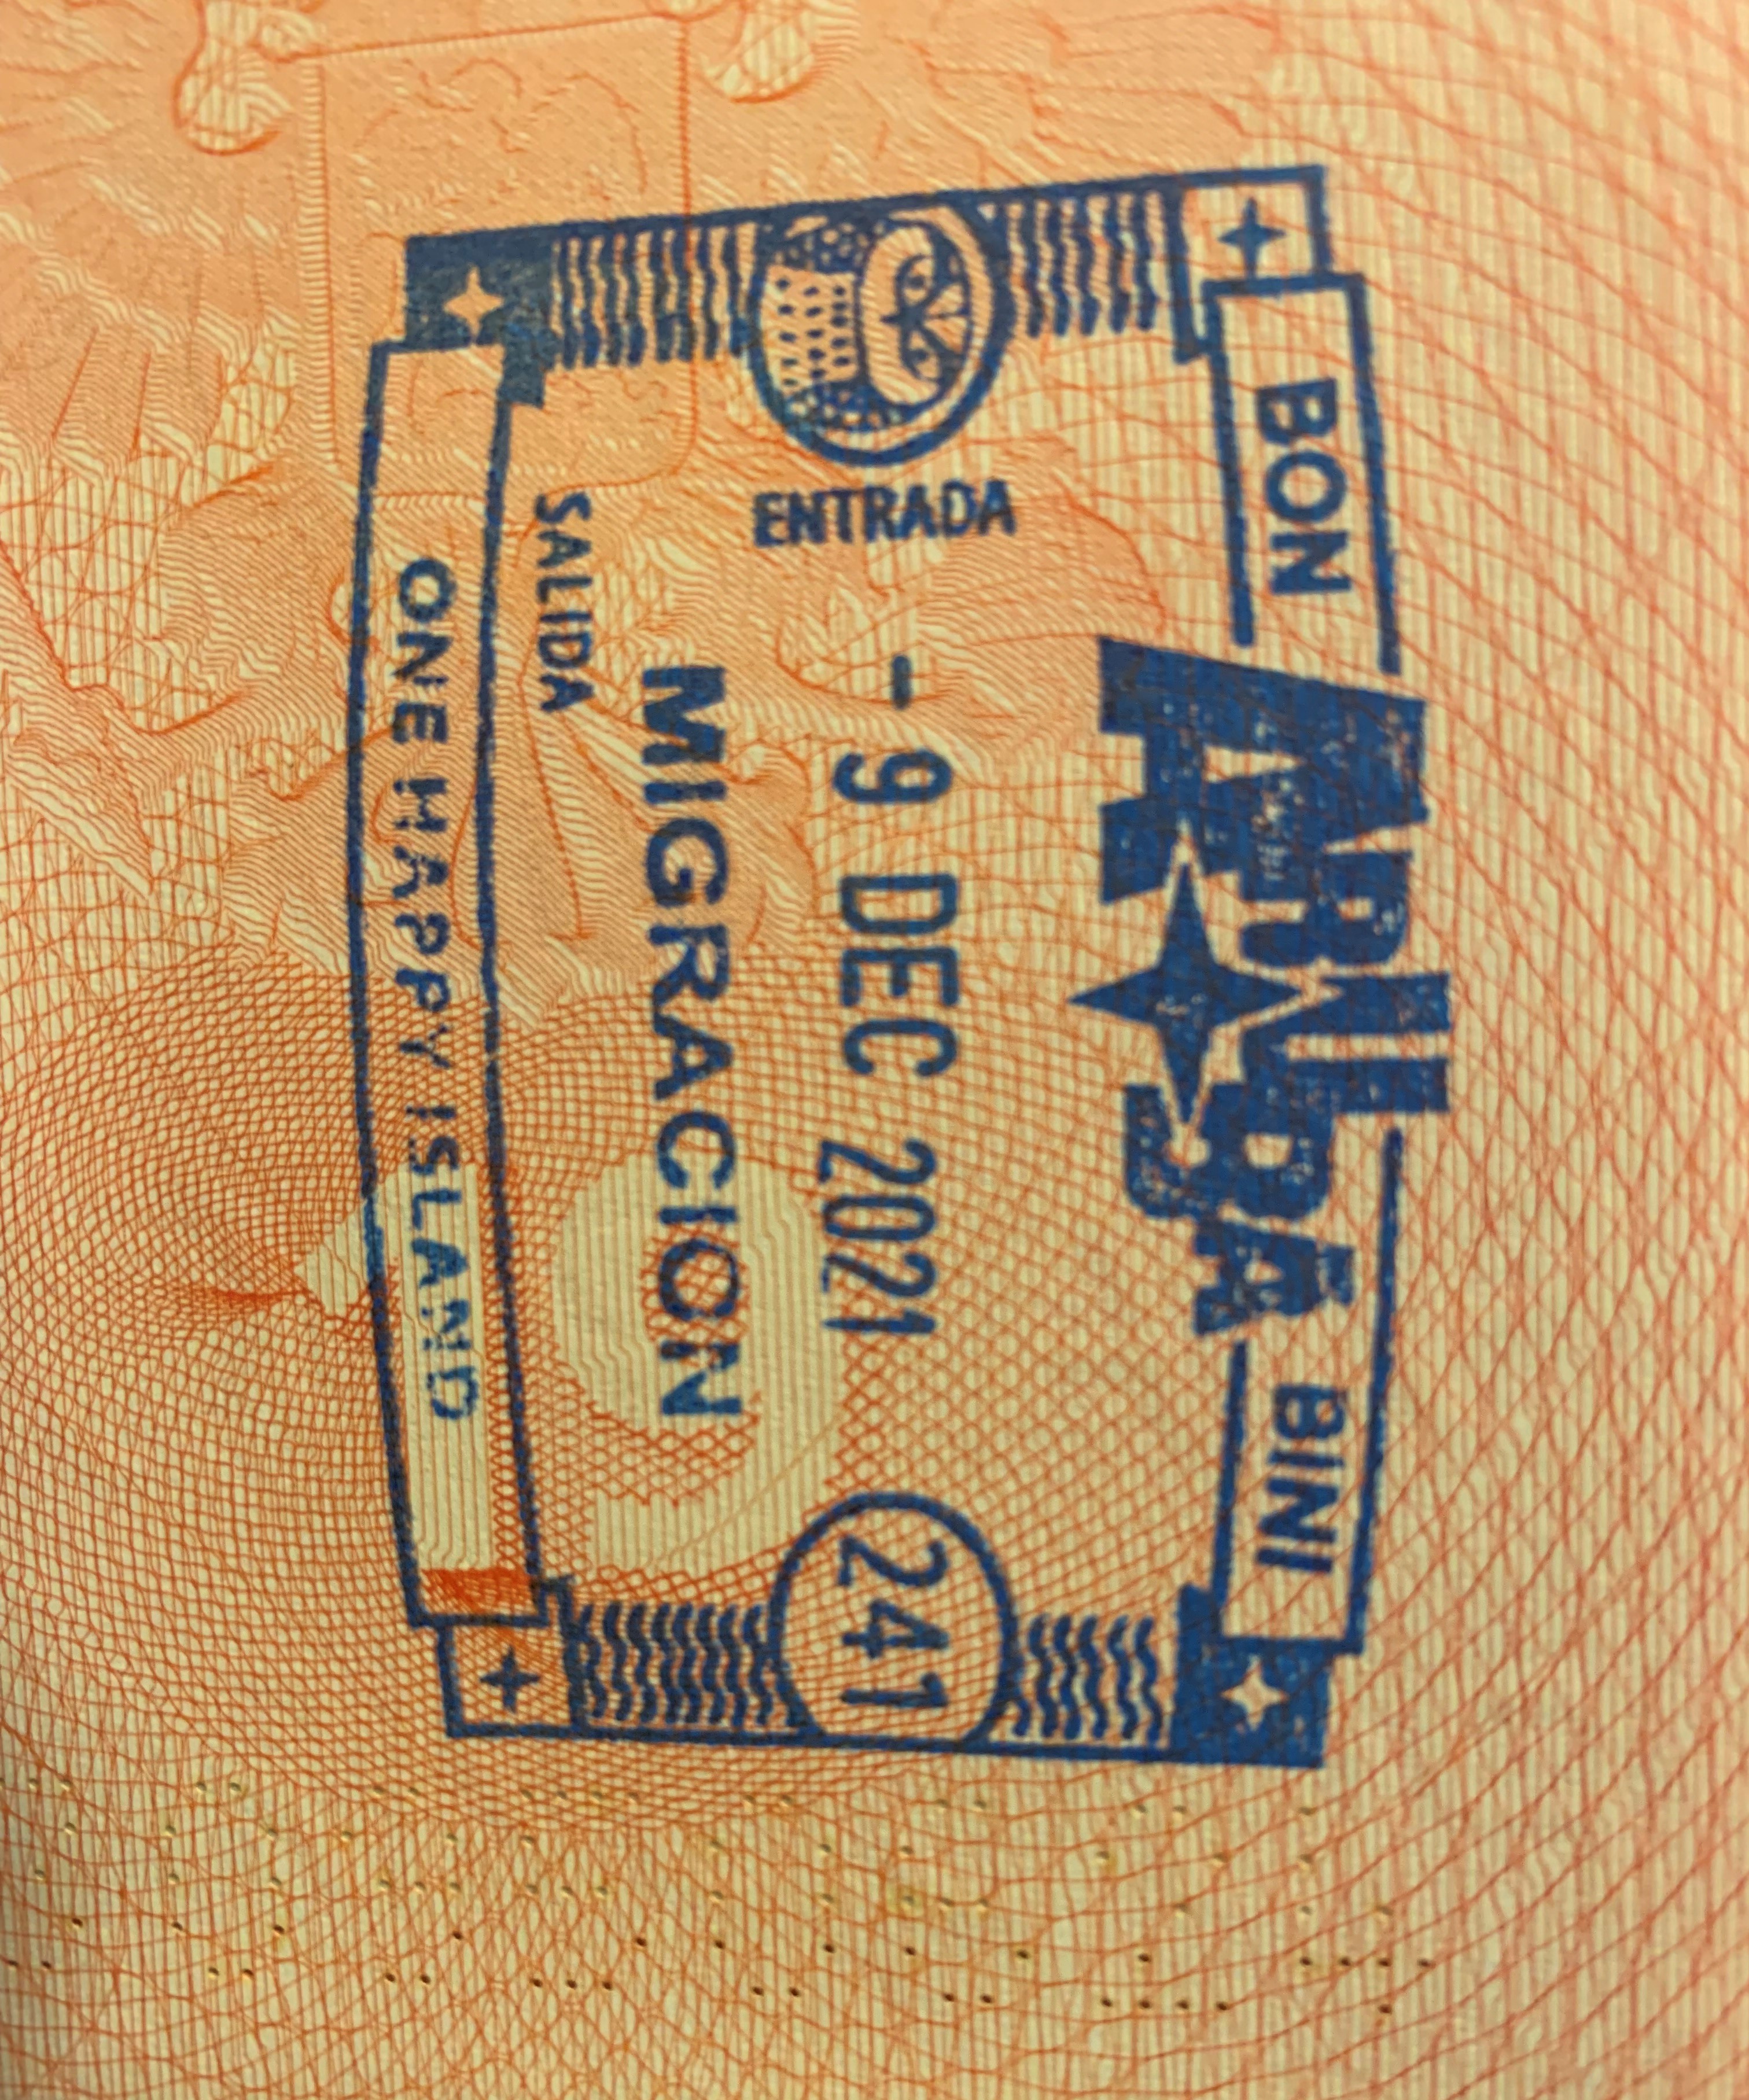 BON ARUBA BINI
ENTRADA
- 9 DEC 2021
241
MIGRACION
SALIDA
ONE HAPPY ISLAND